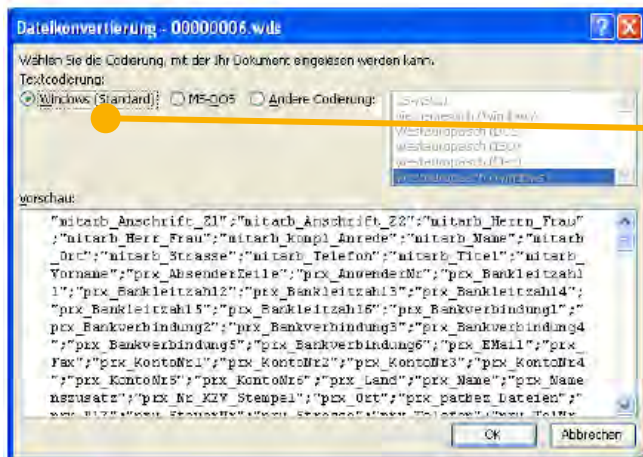 Dateikonvertierung - 00000006.wds
Wählen Sie die Codierung, mit der Ihr Dokument eingelesen werden kann.
Textcodierung:
Windows (Standard) MS-DOS Andere Codierung:
Vorschau:
"mitarb_Anschrift_Z1";"mitarb_Anschrift_Z2";"mitarb_Herrn_Frau"
;"mitarb_Herr_Frau";"mitarb_kompl_Anrede";"mitarb_Name";"mitarb
_Ort";"mitarb_Strasse";"mitarb_Telefon";"mitarb_Titel";"mitarb_
Vorname";"prx_AbsenderZeile";"prx_AnwenderNr";"prx_Bankleitzahl
1";"prx_Bankleitzahl2";"prx_Bankleitzahl3";"prx_Bankleitzahl4";
"prx_Bankleitzahl5";"prx_Bankleitzahl6";"prx_Bankverbindung1";"
prx_Bankverbindung2";"prx_Bankverbindung3";"prx_Bankverbindung4
";"prx_Bankverbindung5";"prx_Bankverbindung6";"prx_EMail";"prx_
Fax";"prx_KontoNr1";"prx_KontoNr2";"prx_KontoNr3";"prx_KontoNr4
";"prx_KontoNr5";"prx_KontoNr6";"prx_Land";"prx_Name";"prx_Name
nszusatz";"prx_Nr_KZV_Stempel";"prx_Ort";"prx_path
OK Abbrechen